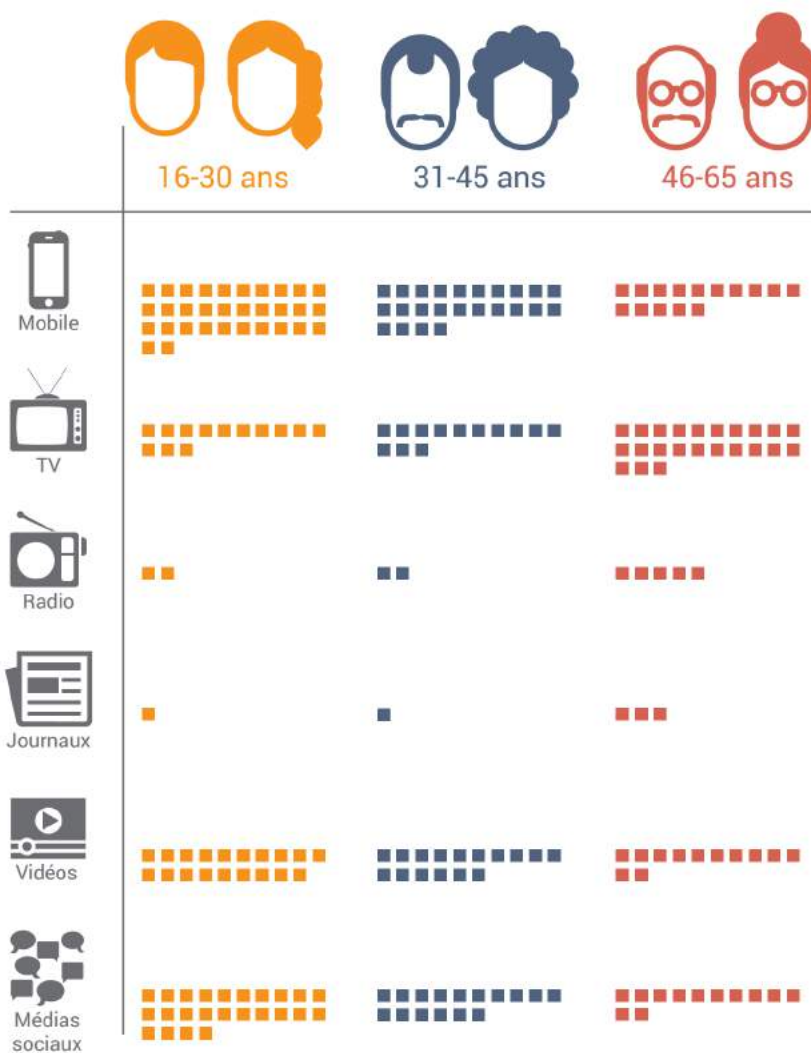 16-30 ans
31-45 ans
46-65 ans
Mobile
TV
Radio
Journaux
Vidéos
Médias
sociaux